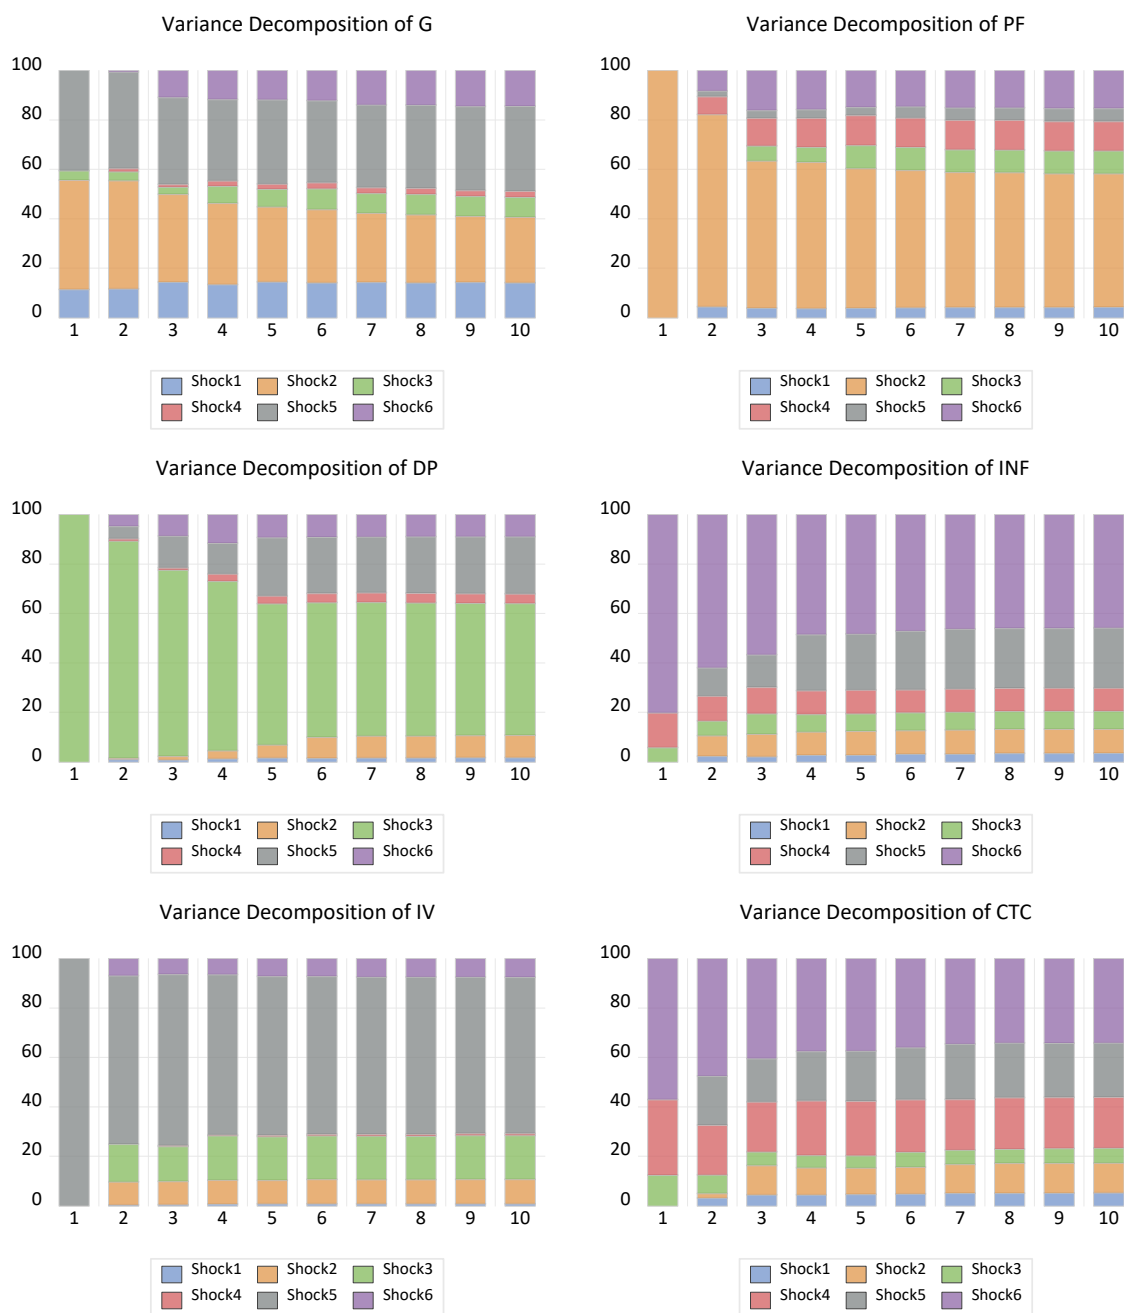 Variance Decomposition of G
100
80
60
40
20
0
1 2 3 4 5 6 7 8 9 10
Shock1 Shock2 Shock3
Shock4 Shock5 Shock6
Variance Decomposition of PF
100
80
60
40
20
0
1 2 3 4 5 6 7 8 9 10
Shock1 Shock2 Shock3
Shock4 Shock5 Shock6
Variance Decomposition of DP
100
80
60
40
20
0
1 2 3 4 5 6 7 8 9 10
Shock1 Shock2 Shock3
Shock4 Shock5 Shock6
Variance Decomposition of INF
100
80
60
40
20
0
1 2 3 4 5 6 7 8 9 10
Shock1 Shock2 Shock3
Shock4 Shock5 Shock6
Variance Decomposition of IV
100
80
60
40
20
0
1 2 3 4 5 6 7 8 9 10
Shock1 Shock2 Shock3
Shock4 Shock5 Shock6
Variance Decomposition of CTC
100
80
60
40
20
0
1 2 3 4 5 6 7 8 9 10
Shock1 Shock2 Shock3
Shock4 Shock5 Shock6